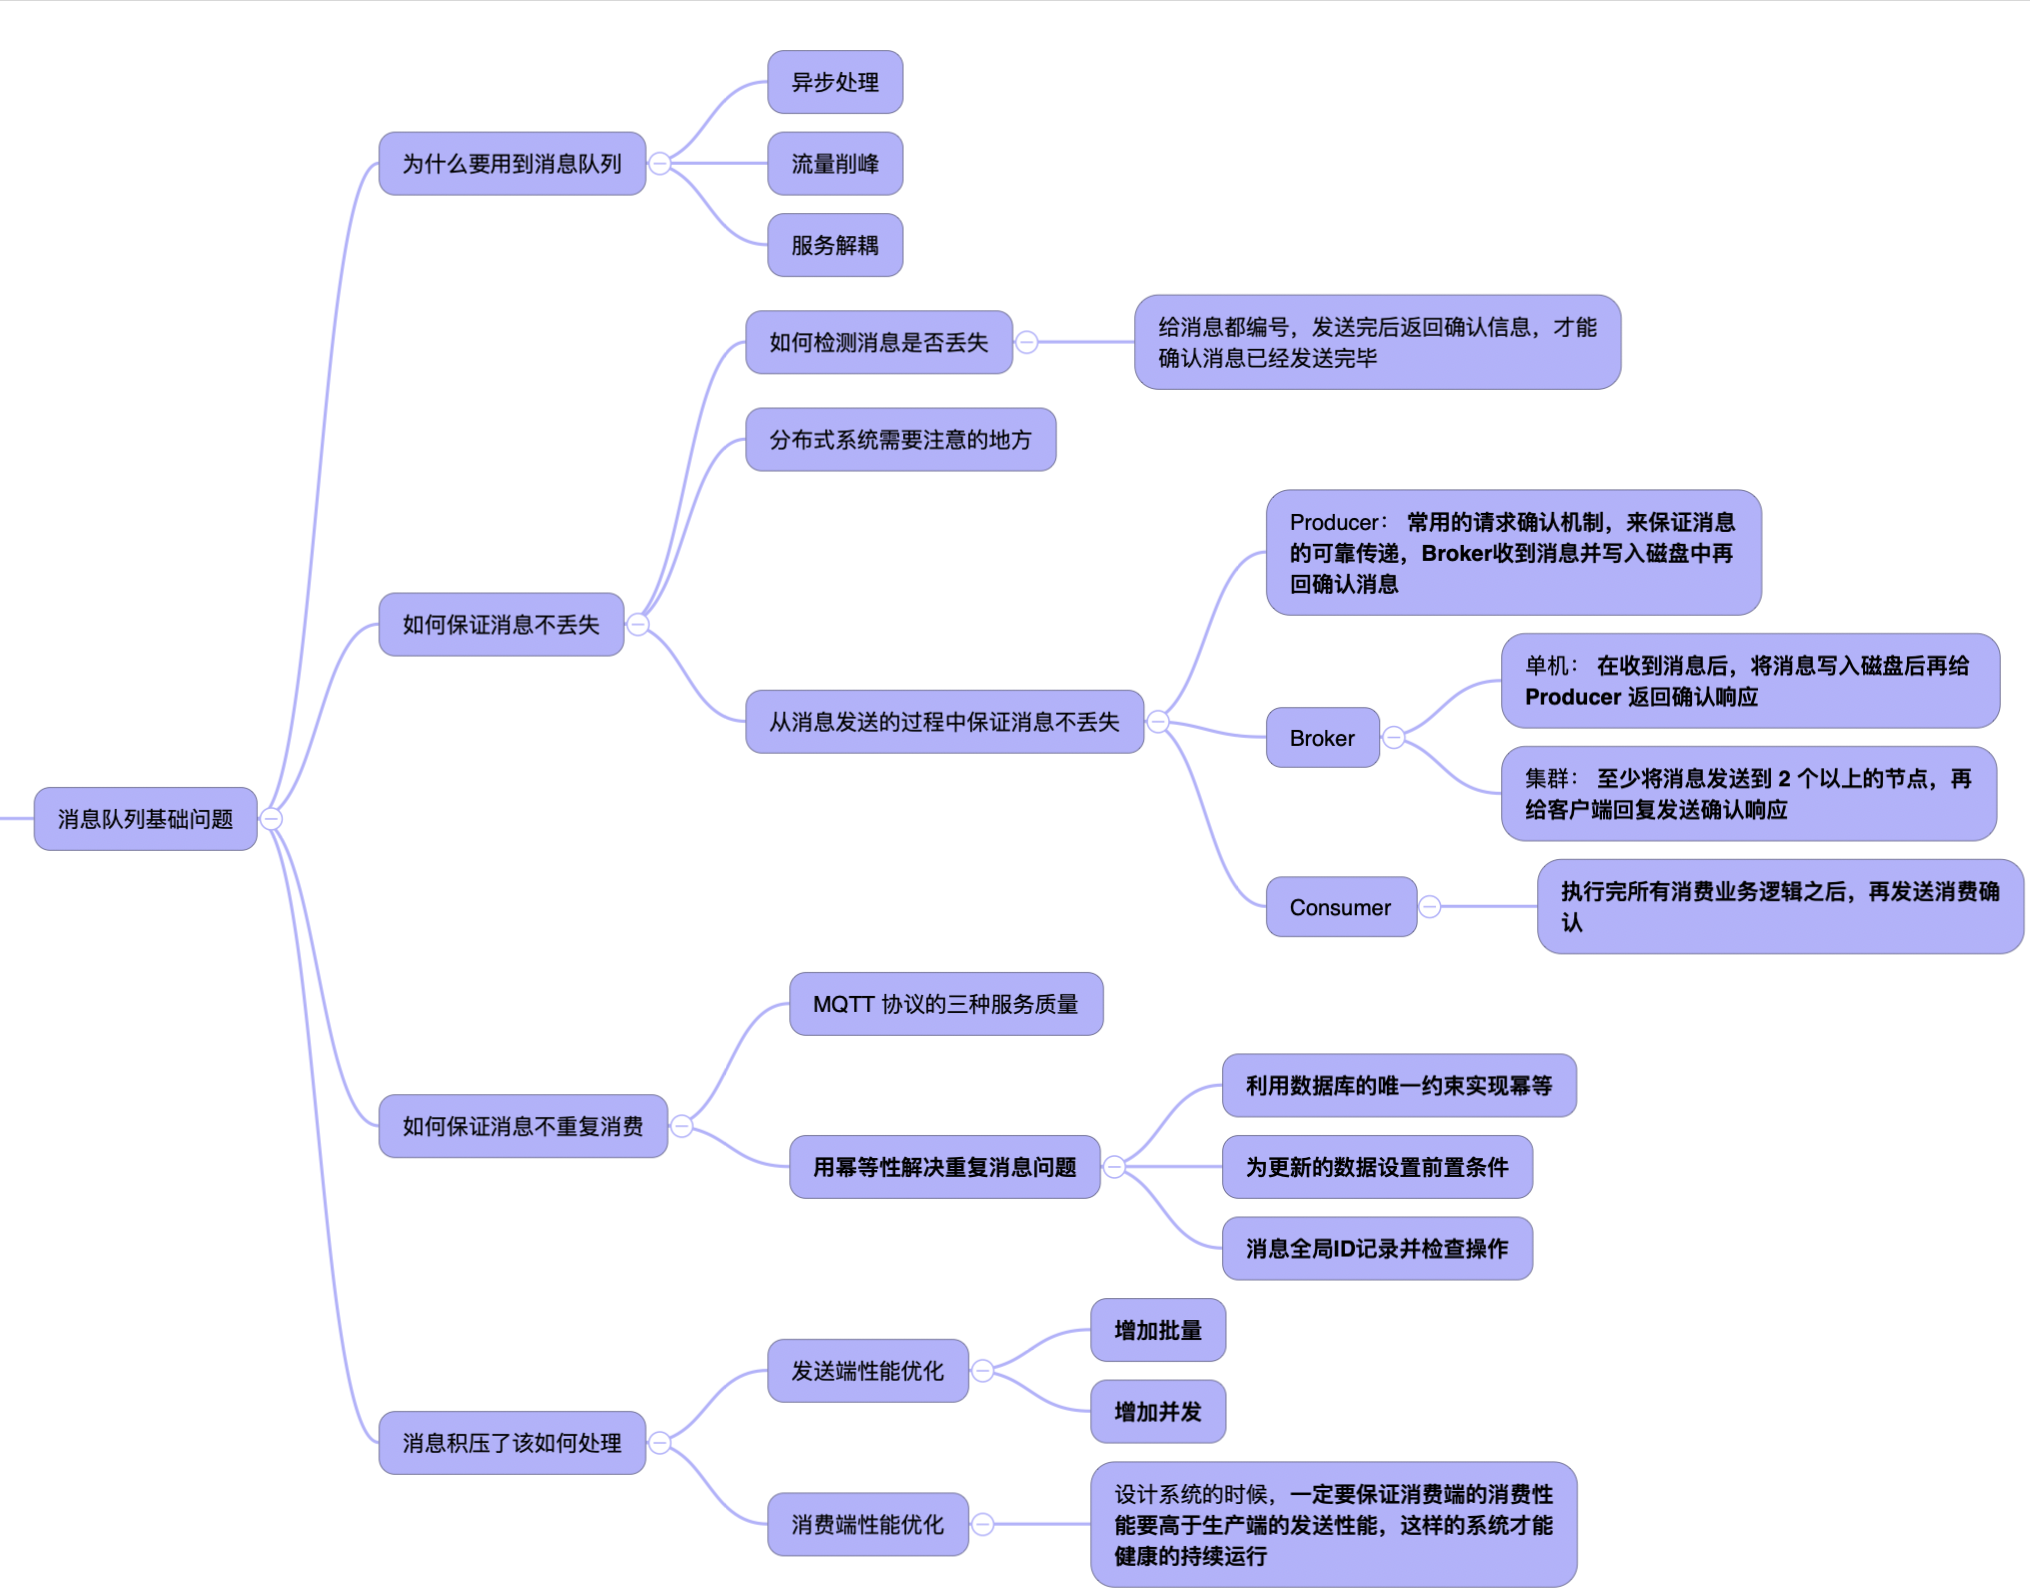 消息队列基础问题
为什么要用到消息队列
异步处理
流量削峰
服务解耦
如何保证消息不丢失
如何检测消息是否丢失
给消息都编号，发送完后返回确认信息，才能
确认消息已经发送完毕
分布式系统需要注意的地方
从消息发送的过程中保证消息不丢失
Producer： 常用的请求确认机制，来保证消息
的可靠传递，Broker收到消息并写入磁盘中再
回确认消息
Broker
单机： 在收到消息后，将消息写入磁盘后再给
Producer 返回确认响应
集群： 至少将消息发送到 2 个以上的节点，再
给客户端回复发送确认响应
Consumer
执行完所有消费业务逻辑之后，再发送消费确
认
如何保证消息不重复消费
MQTT 协议的三种服务质量
用幂等性解决重复消息问题
利用数据库的唯一约束实现幂等
为更新的数据设置前置条件
消息全局ID记录并检查操作
消息积压了该如何处理
发送端性能优化
增加批量
增加并发
消费端性能优化
设计系统的时候，一定要保证消费端的消费性
能要高于生产端的发送性能，这样的系统才能
健康的持续运行